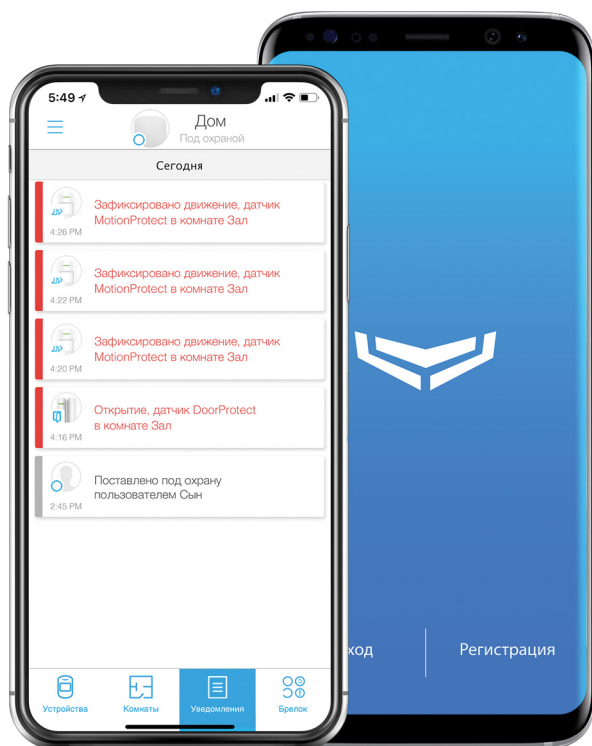 5:49
Дом
Под охраной
Сегодня
Зафиксировано движение, датчик
MotionProtect в комнате Зал
4:26 PM
Зафиксировано движение, датчик
MotionProtect в комнате Зал
4:22 PM
Зафиксировано движение, датчик
MotionProtect в комнате Зал
4:20 PM
Открытие, датчик DoorProtect
в комнате Зал
4:16 PM
Поставлено под охрану
пользователем Сын
2:45 PM
Устройства
Комнаты
Уведомления
Брелок
ход
Регистрация